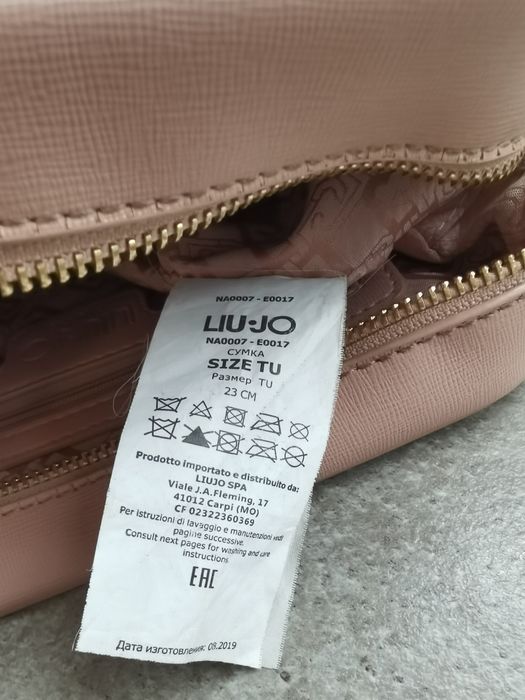 NA0007 - E0017
LIU·JO
NA0007 - E0017
СУМКА
SIZE TU
Размер TU
23 CM
Prodotto importato e distribuito da:
LIUJO SPA
Viale J.A.Fleming, 17
41012 Carpi (MO)
CF 02322360369
Per istruzioni di lavaggio e manutenzioni vedi
pagine successive.
Consult next pages for washing and care
instructions
EAC
Дата изготовления: 08.2019